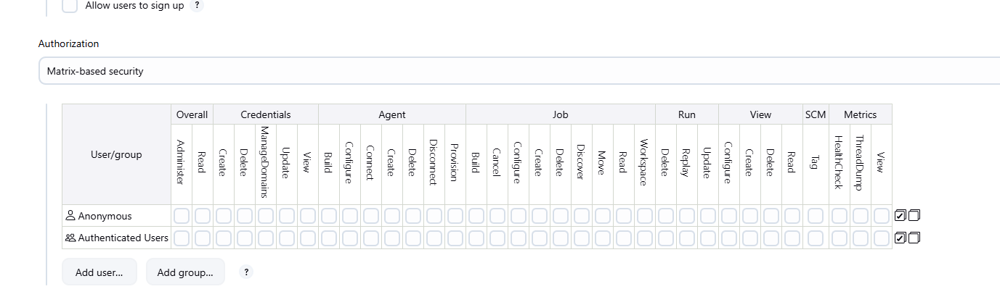 Allow users to sign up ?
Authorization
Matrix-based security
User/group Overall Credentials Agent Job Run View SCM Metrics
Administer Read Create Delete ManageDomains Update View Build Configure Connect Create Delete Disconnect Provision Build Cancel Configure Create Delete Discover Move Read Workspace Delete Replay Update Configure Create Delete Read Tag HealthCheck ThreadDump View
Anonymous
Authenticated Users
Add user... Add group... ?